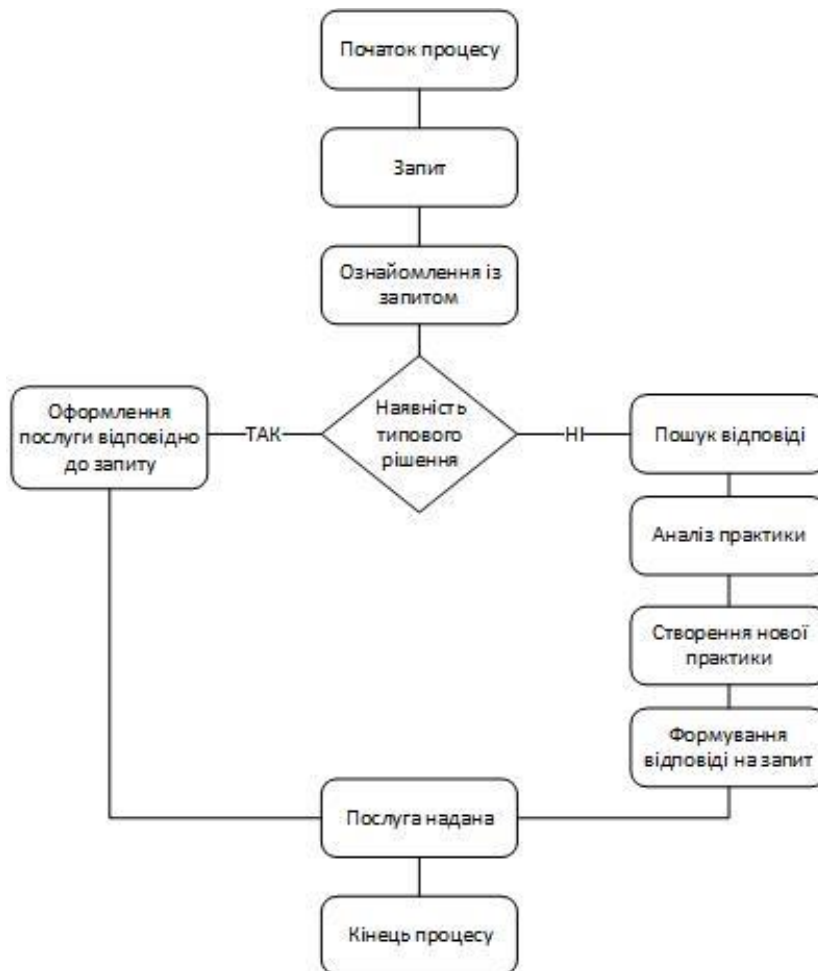 Початок процесу
Запит
Ознайомлення із
запитом
Наявність
типового
рішення
ТАК
Оформлення
послуги відповідно
до запиту
НІ
Пошук відповіді
Аналіз практики
Створення нової
практики
Формування
відповіді на запит
Послуга надана
Кінець процесу